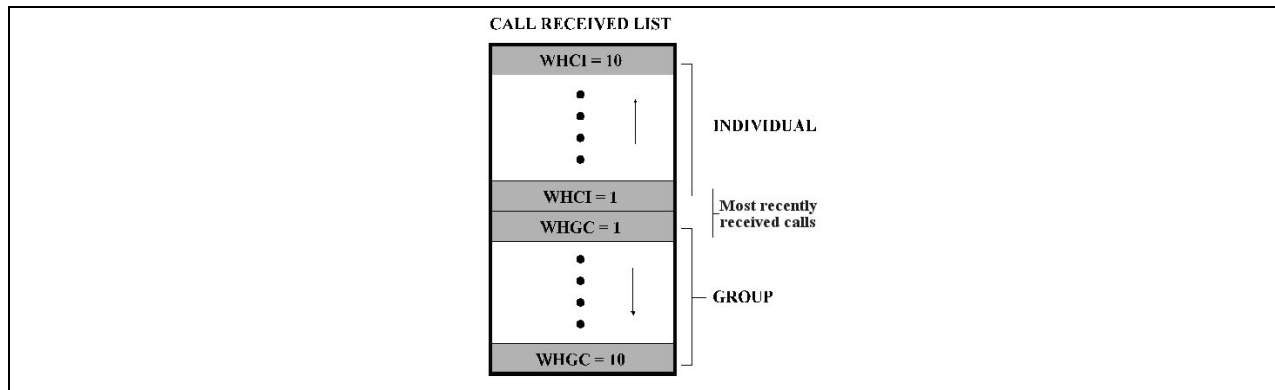 CALL RECEIVED LIST
WHCI = 10
INDIVIDUAL
WHCI = 1
Most recently
received calls
WHGC = 1
GROUP
WHGC = 10